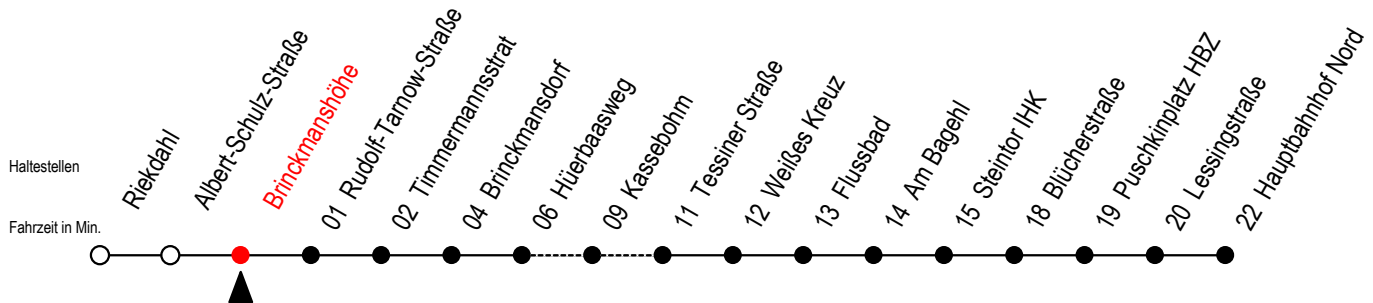 Haltestellen
Fahrzeit in Min.
Riekdahl
Albert-Schulz-Straße
Brinckmanshöhe
01 Rudolf-Tarnow-Straße
02 Timmermannsstrat
04 Brinckmansdorf
06 Hüerbaasweg
09 Kassebohm
11 Tessiner Straße
12 Weißes Kreuz
13 Flussbad
14 Am Bagehl
15 Steintor IHK
18 Blücherstraße
19 Puschkinplatz HBZ
20 Lessingstraße
22 Hauptbahnhof Nord